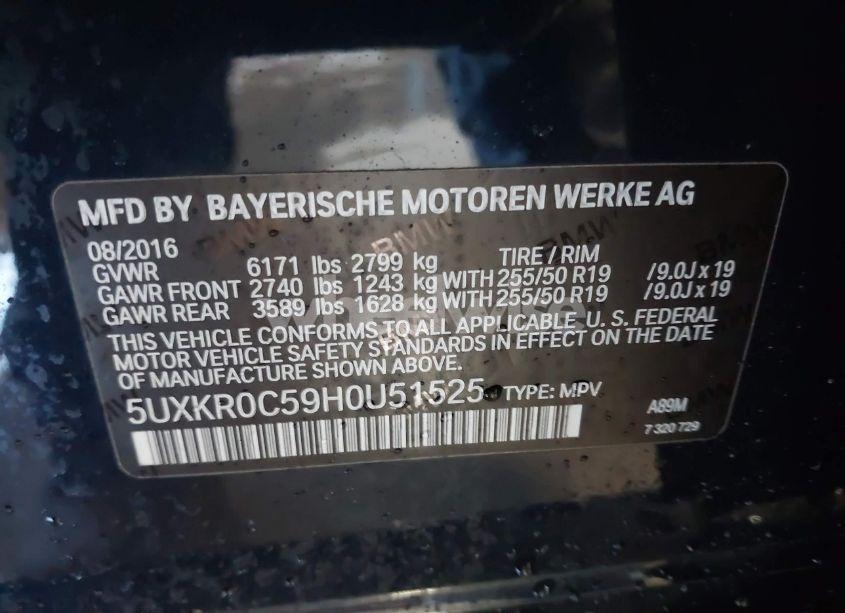 MFD BY BAYERISCHE MOTOREN WERKE AG
08/2016 TIRE / RIM
GVWR 6171 lbs 2799 kg
GAWR FRONT 2740 lbs 1243 kg WITH 255/50 R19 /9.0J x 19
GAWR REAR 3589 lbs 1628 kg WITH 255/50 R19 /9.0J x 19
THIS VEHICLE CONFORMS TO ALL APPLICABLE U. S. FEDERAL
MOTOR VEHICLE SAFETY STANDARDS IN EFFECT ON THE DATE
OF MANUFACTURE SHOWN ABOVE.
5UXKR0C59H0U51525 TYPE: MPV
A89M
7 320 729